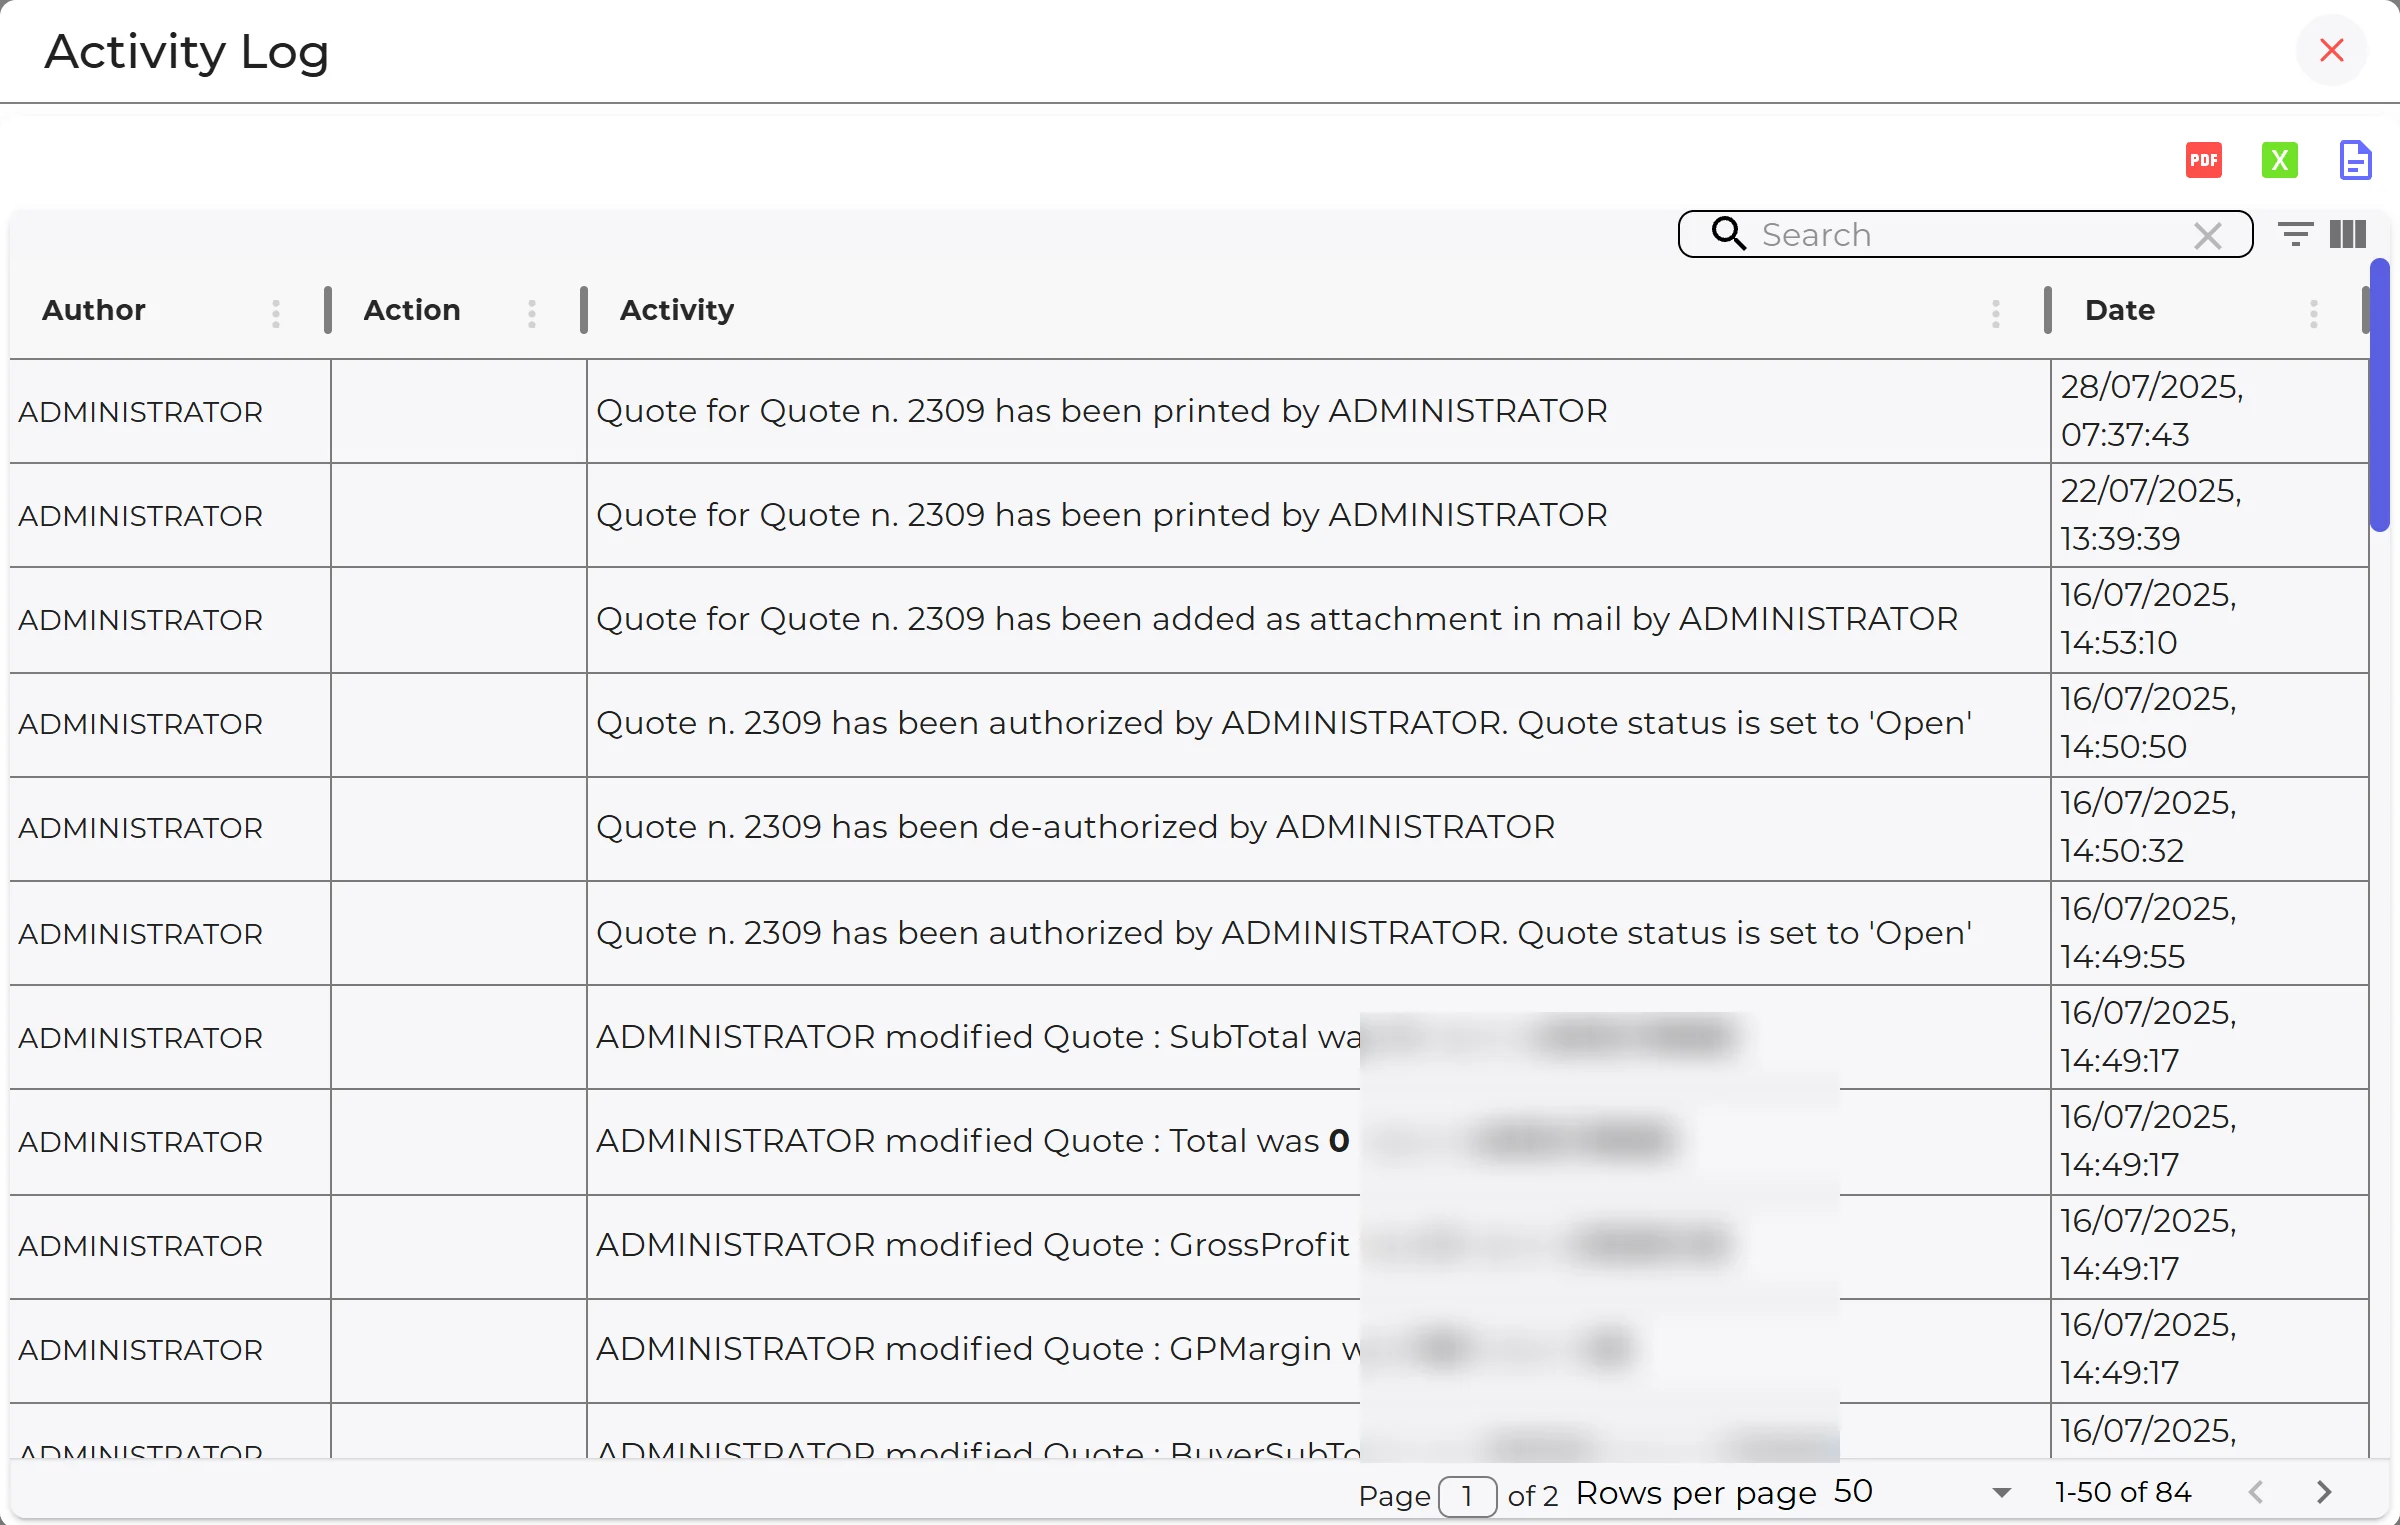 Activity Log
PDF
X
Search
Author Action Activity Date
ADMINISTRATOR Quote for Quote n. 2309 has been printed by ADMINISTRATOR 28/07/2025,
07:37:43
ADMINISTRATOR Quote for Quote n. 2309 has been printed by ADMINISTRATOR 22/07/2025,
13:39:39
ADMINISTRATOR Quote for Quote n. 2309 has been added as attachment in mail by ADMINISTRATOR 16/07/2025,
14:53:10
ADMINISTRATOR Quote n. 2309 has been authorized by ADMINISTRATOR. Quote status is set to 'Open' 16/07/2025,
14:50:50
ADMINISTRATOR Quote n. 2309 has been de-authorized by ADMINISTRATOR 16/07/2025,
14:50:32
ADMINISTRATOR Quote n. 2309 has been authorized by ADMINISTRATOR. Quote status is set to 'Open' 16/07/2025,
14:49:55
ADMINISTRATOR ADMINISTRATOR modified Quote : SubTotal 16/07/2025,
14:49:17
ADMINISTRATOR ADMINISTRATOR modified Quote : Total was 0 16/07/2025,
14:49:17
ADMINISTRATOR ADMINISTRATOR modified Quote : GrossProfit 16/07/2025,
14:49:17
ADMINISTRATOR ADMINISTRATOR modified Quote : GPMargin 16/07/2025,
14:49:17
ADMINISTRATOR ADMINISTRATOR modified Quote : 16/07/2025,
Page 1 of 2 Rows per page 50 1-50 of 84